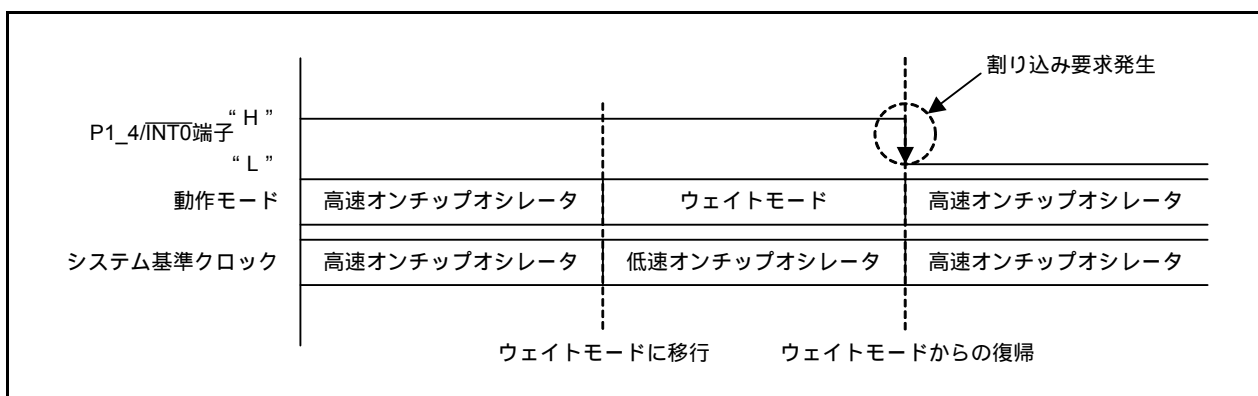 割り込み要求発生
“ H ”
P1_4/INT0端子
“ L ”
動作モード 高速オンチップオシレータ ウェイトモード 高速オンチップオシレータ
システム基準クロック 高速オンチップオシレータ 低速オンチップオシレータ 高速オンチップオシレータ
ウェイトモードに移行 ウェイトモードからの復帰